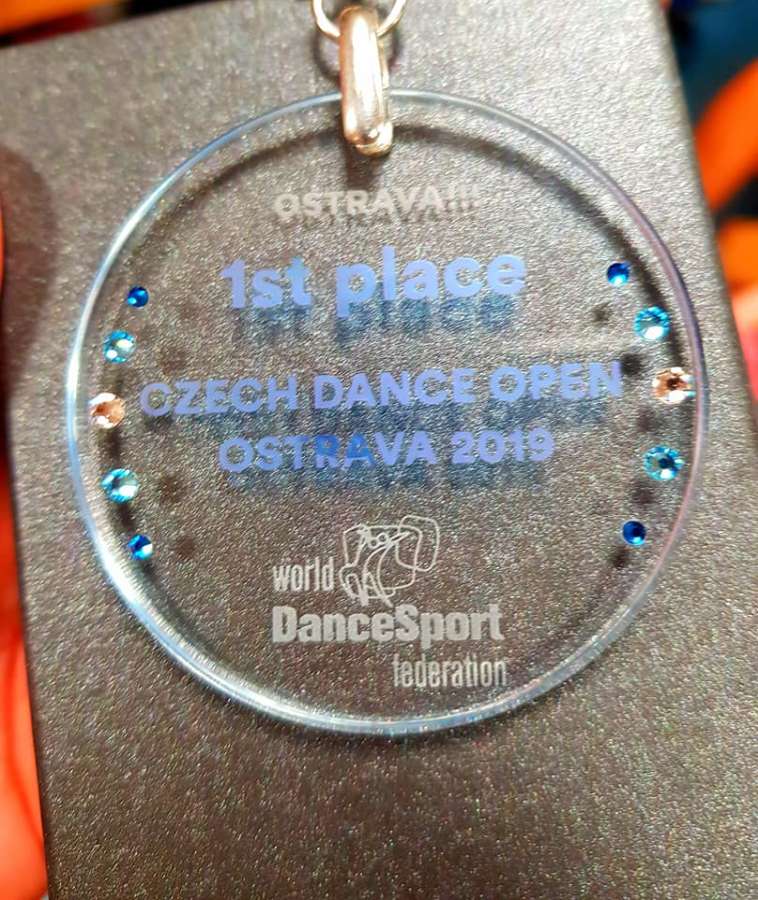 OSTRAVA!!!
1st place
CZECH DANCE OPEN
OSTRAVA 2019
world
DanceSport
federation